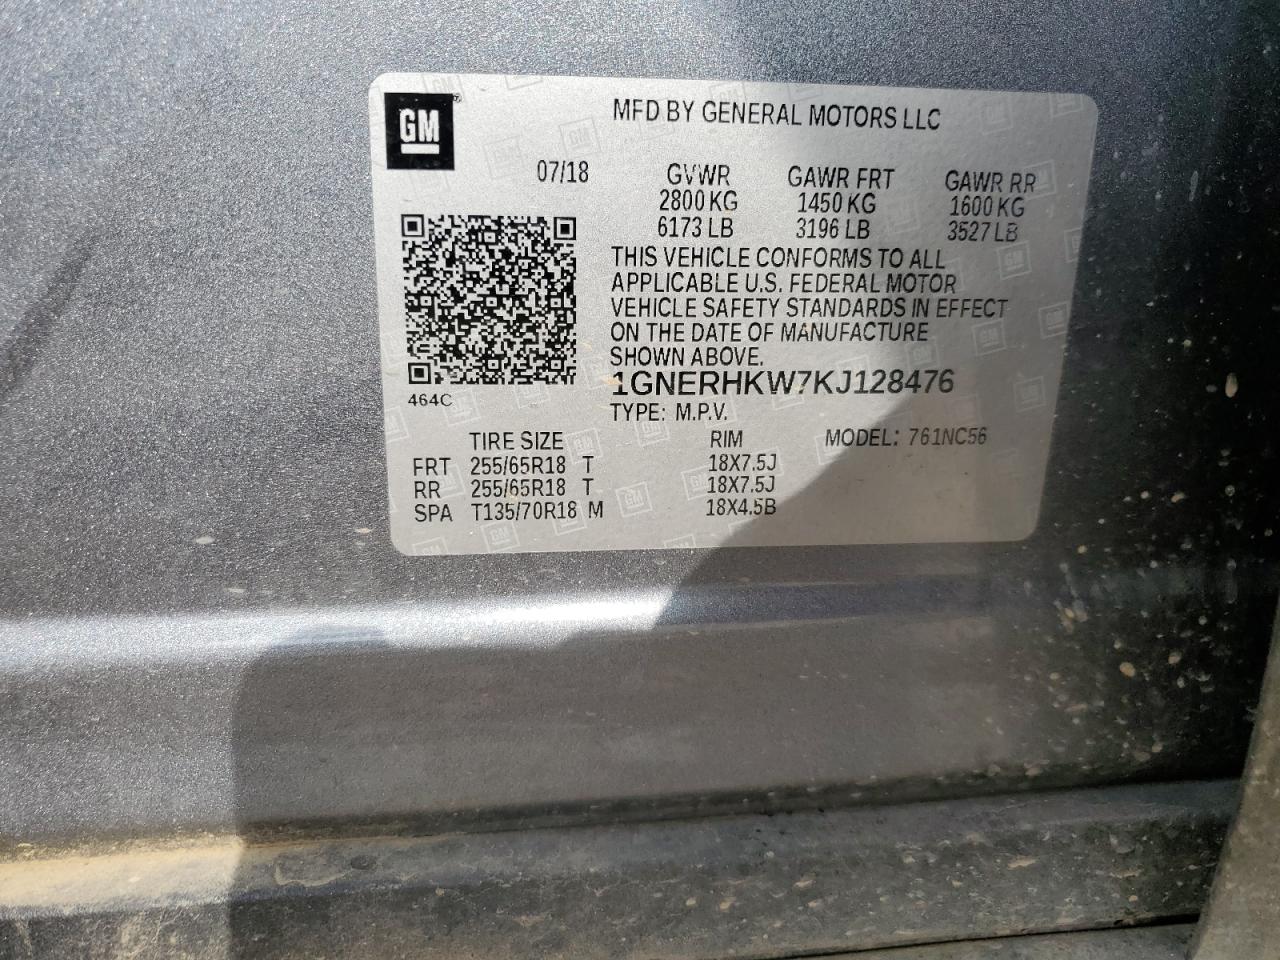 GM
MFD BY GENERAL MOTORS LLC
07/18 GVWR GAWR FRT GAWR RR
2800 KG 1450 KG 1600 KG
6173 LB 3196 LB 3527 LB
THIS VEHICLE CONFORMS TO ALL
APPLICABLE U.S. FEDERAL MOTOR
VEHICLE SAFETY STANDARDS IN EFFECT
ON THE DATE OF MANUFACTURE
SHOWN ABOVE.
1GNERHKW7KJ128476
464C
TYPE: M.P.V.
TIRE SIZE RIM MODEL: 761NC56
FRT 255/65R18 T 18X7.5J
RR 255/65R18 T 18X7.5J
SPA T135/70R18 M 18X4.5B